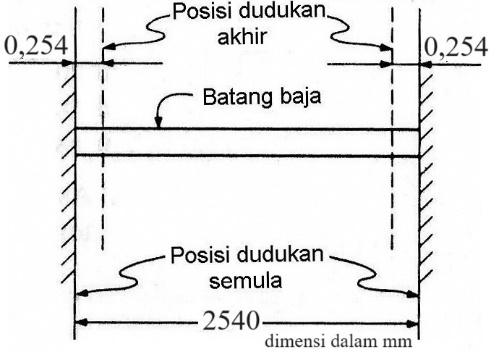 Posisi dudukan
akhir
0,254
0,254
Batang baja
Posisi dudukan
semula
2540
dimensi dalam mm